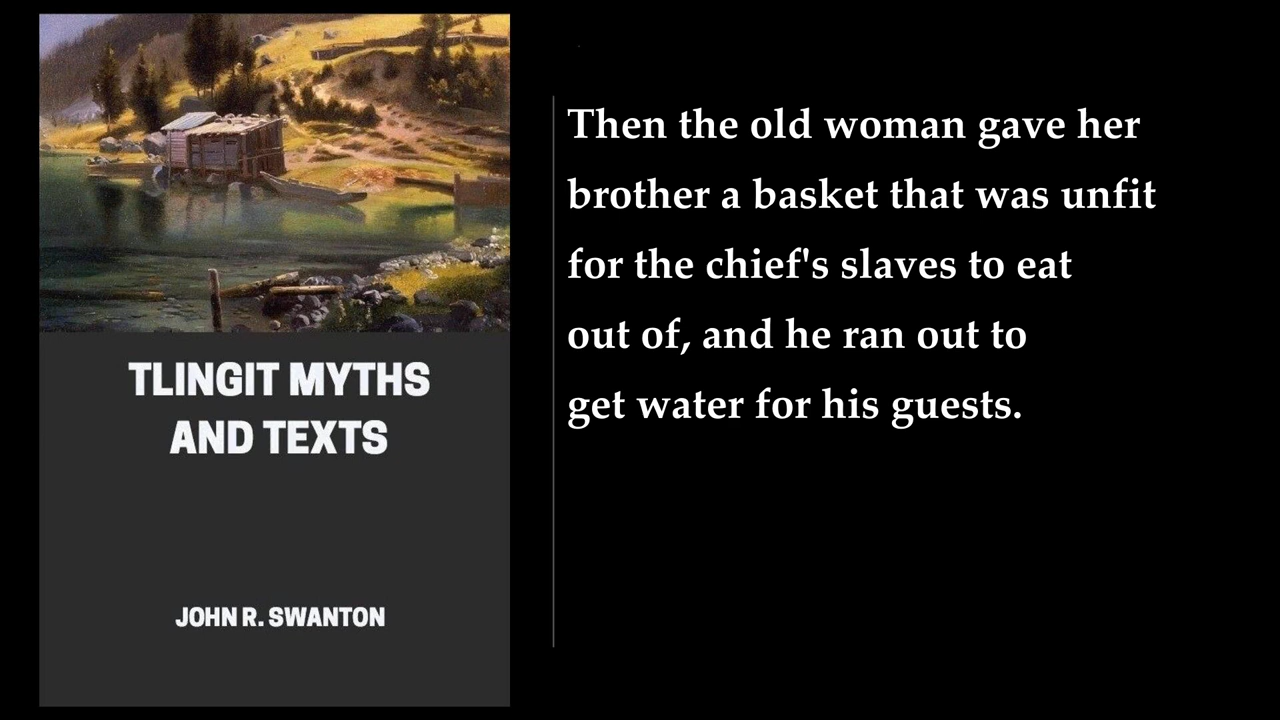 TLINGIT MYTHS
AND TEXTS
JOHN R. SWANTON
Then the old woman gave her
brother a basket that was unfit
for the chief's slaves to eat
out of, and he ran out to
get water for his guests.